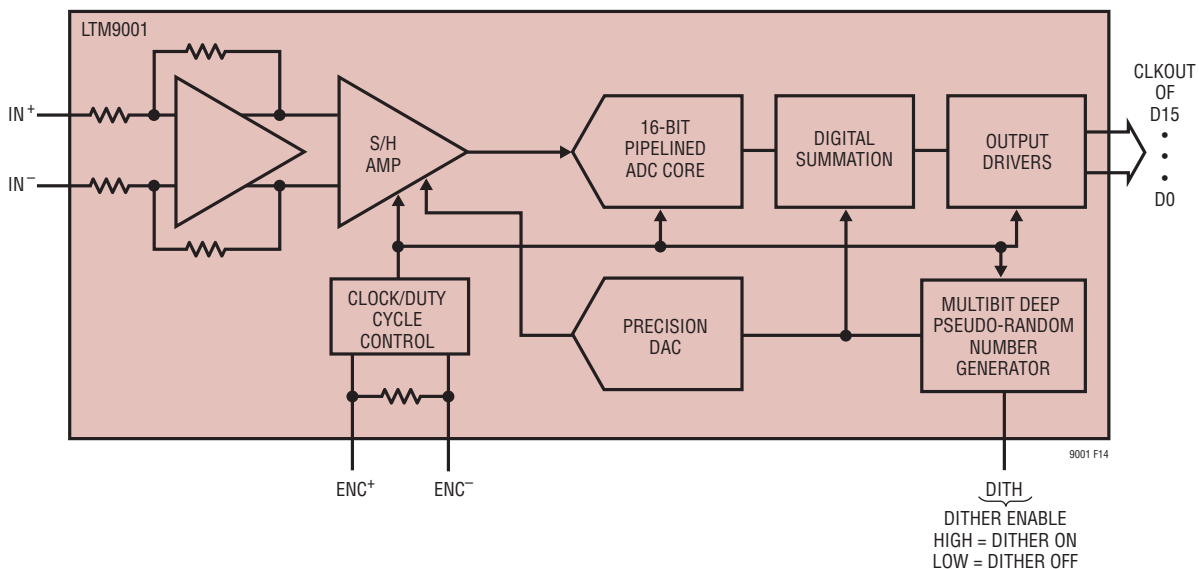 LTM9001
IN+
IN−
S/H
AMP
16-BIT
PIPELINED
ADC CORE
DIGITAL
SUMMATION
OUTPUT
DRIVERS
CLKOUT
OF
D15
•
•
•
D0
CLOCK/DUTY
CYCLE
CONTROL
PRECISION
DAC
MULTIBIT DEEP
PSEUDO-RANDOM
NUMBER
GENERATOR
9001 F14
ENC+
ENC−
DITH
DITHER ENABLE
HIGH = DITHER ON
LOW = DITHER OFF